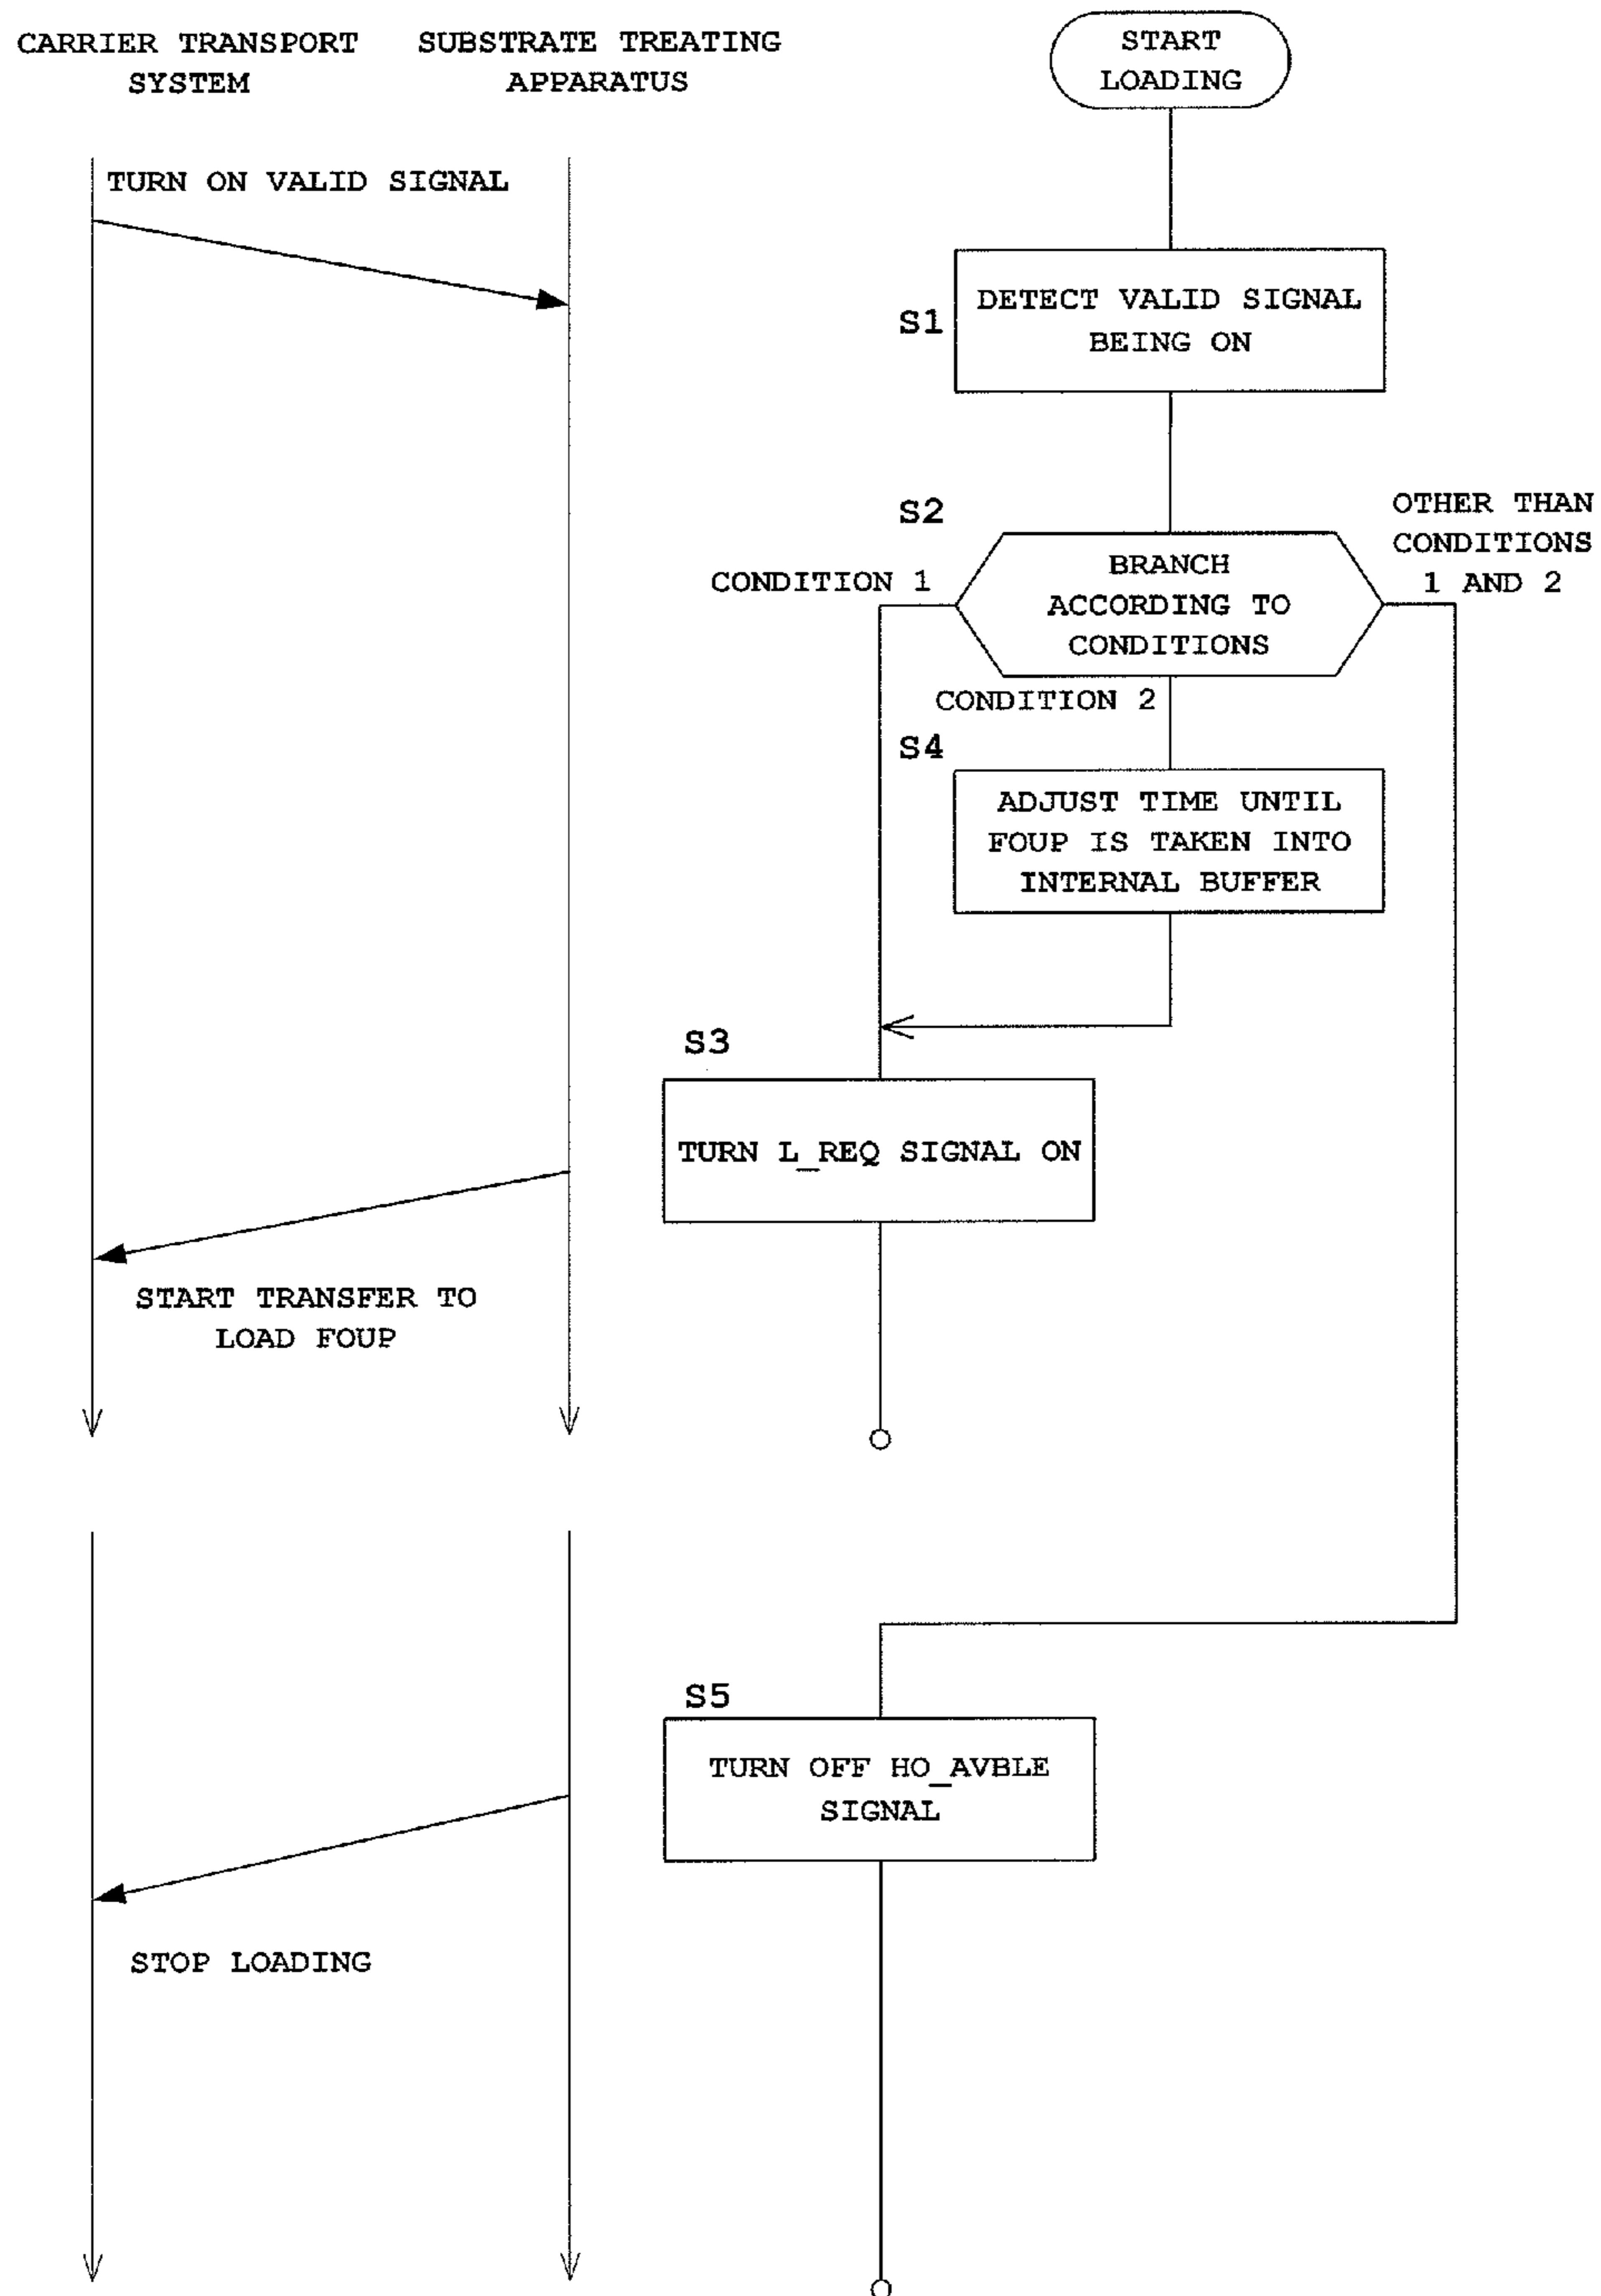 CARRIER TRANSPORT
SYSTEM
SUBSTRATE TREATING
APPARATUS
START
LOADING
TURN ON VALID SIGNAL
S1
DETECT VALID SIGNAL
BEING ON
S2
BRANCH
ACCORDING TO
CONDITIONS
CONDITION 1
OTHER THAN
CONDITIONS
1 AND 2
CONDITION 2
S4
ADJUST TIME UNTIL
FOUP IS TAKEN INTO
INTERNAL BUFFER
S3
TURN L_REQ SIGNAL ON
START TRANSFER TO
LOAD FOUP
S5
TURN OFF HO_AVBLE
SIGNAL
STOP LOADING